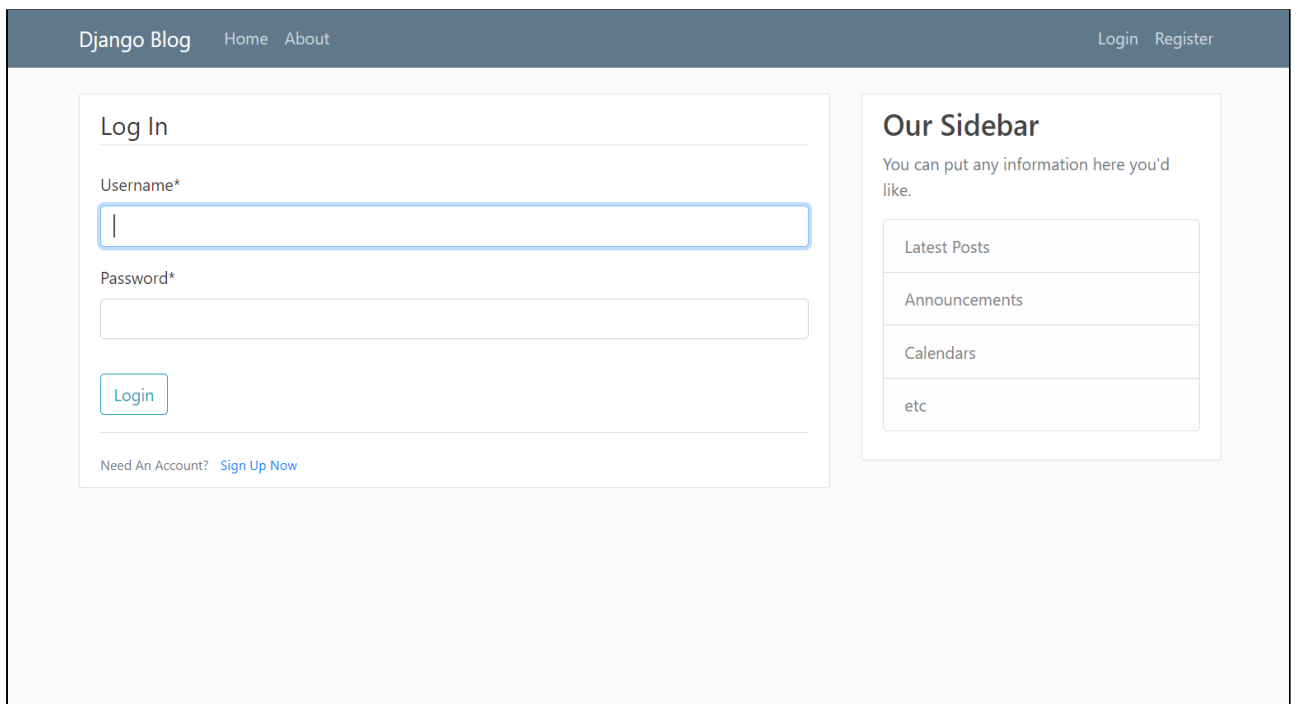 Django Blog Home About Login Register
Log In
Username*
Password*
Login
Need An Account? Sign Up Now
Our Sidebar
You can put any information here you'd
like.
Latest Posts
Announcements
Calendars
etc